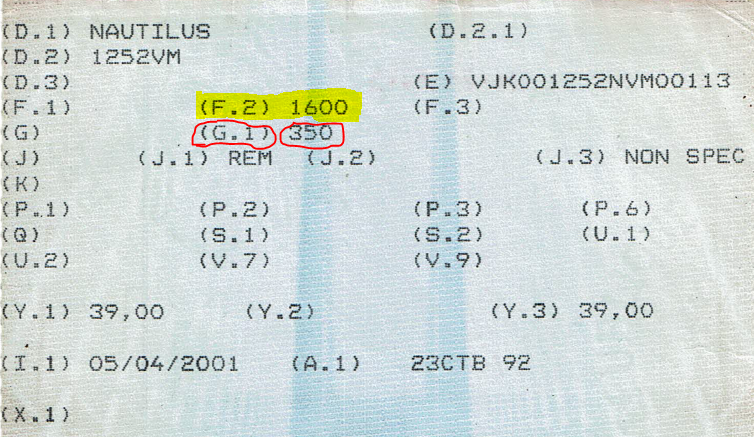 (D.1) NAUTILUS (D.2.1)
(D.2) 1252VM
(D.3) (E) VJK001252NVM00113
(F.1) (F.2) 1600 (F.3)
(G) (G.1) 350
(J) (J.1) REM (J.2) (J.3) NON SPEC
(K)
(P.1) (P.2) (P.3) (P.6)
(Q) (S.1) (S.2) (U.1)
(U.2) (V.7) (V.9)
(Y.1) 39,00 (Y.2) (Y.3) 39,00
(I.1) 05/04/2001 (A.1) 23CTB 92
(X.1)